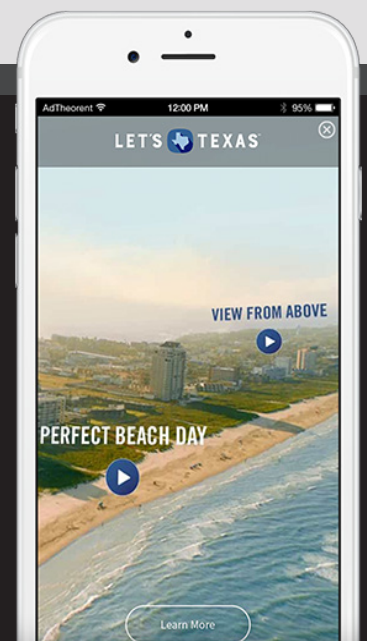 AdTheorent 12:00 PM 95%
LET'S TEXAS
VIEW FROM ABOVE
PERFECT BEACH DAY
Learn More